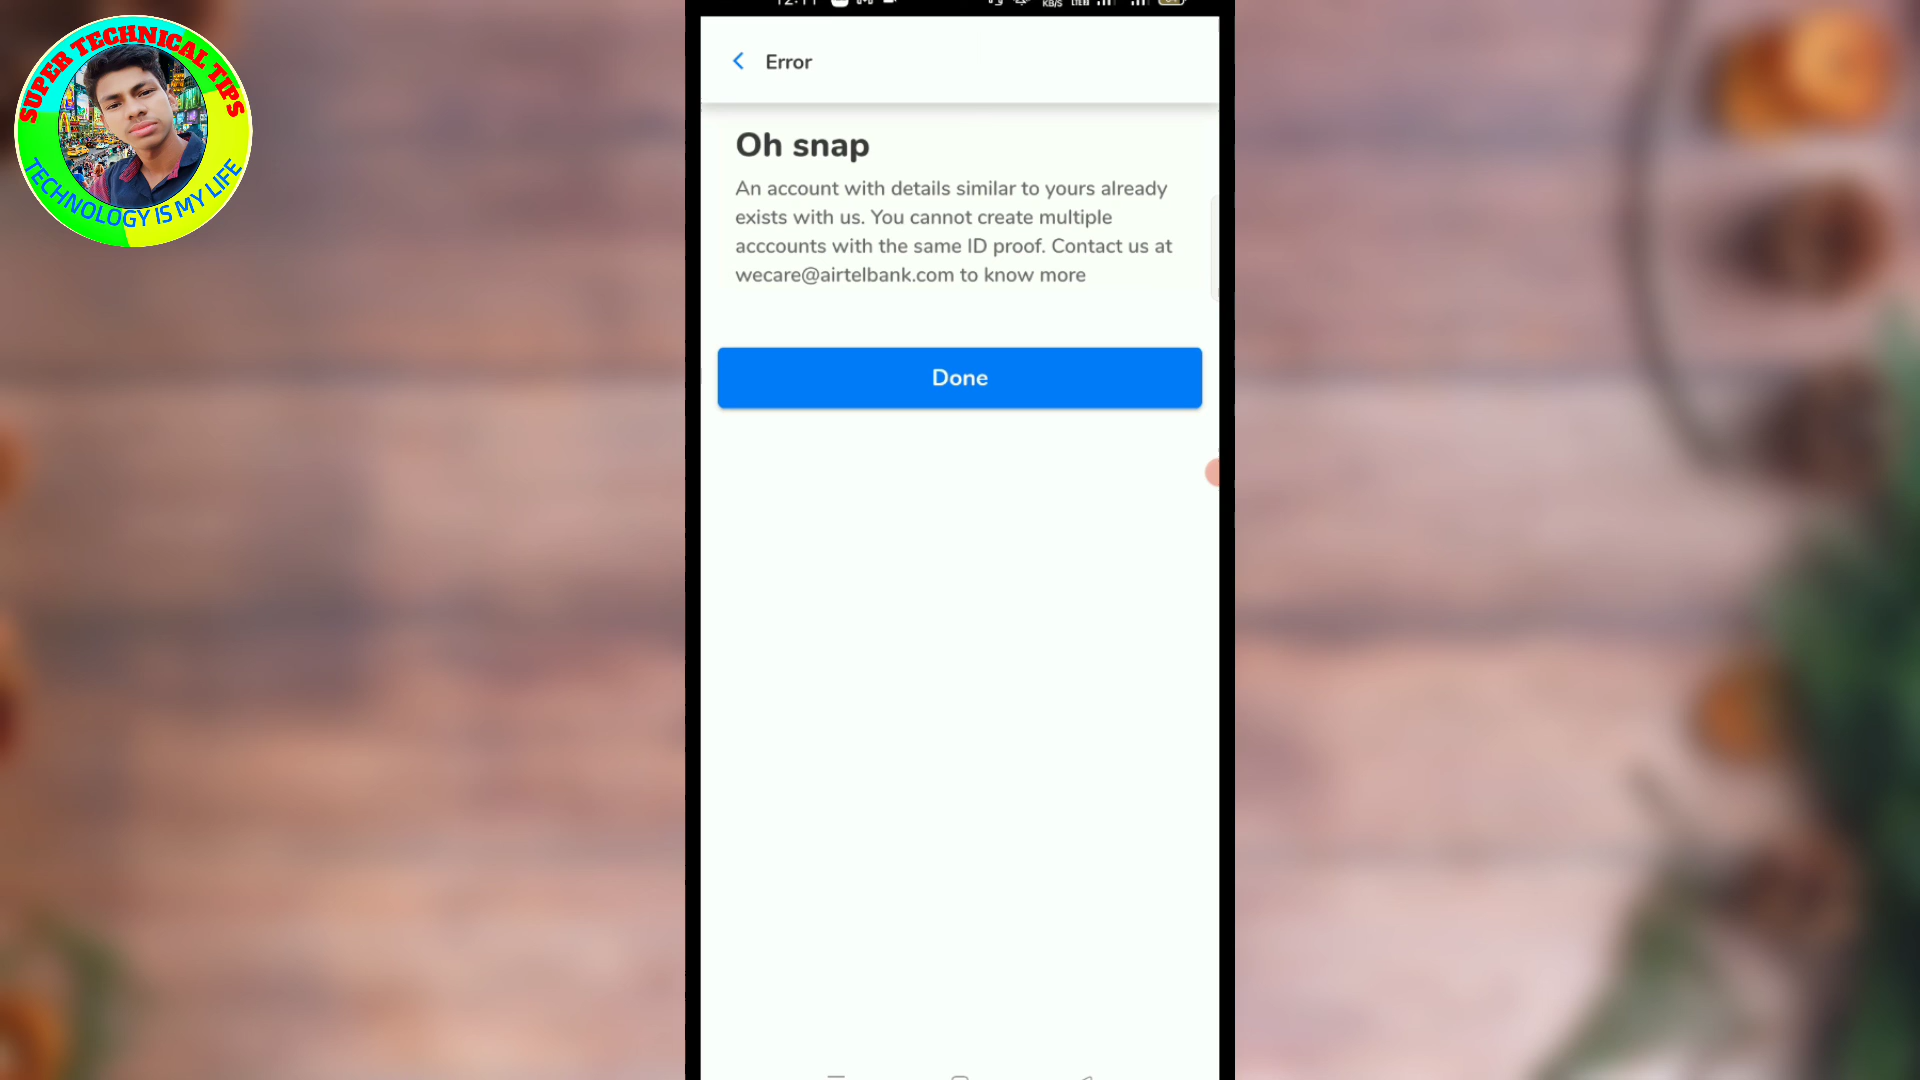 SUPER TECHNICAL TIPS
TECHNOLOGY IS MY LIFE
Error
Oh snap
An account with details similar to yours already
exists with us. You cannot create multiple
acccounts with the same ID proof. Contact us at
wecare@airtelbank.com to know more
Done